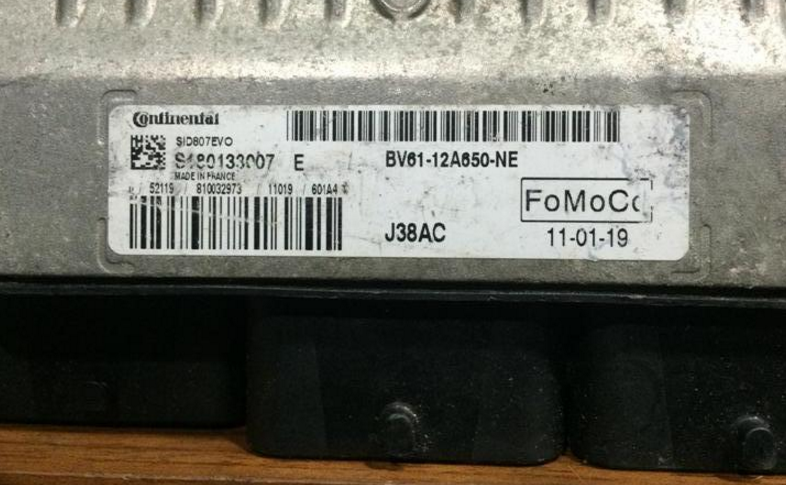 Continental
SID807EVO
S180133007 E
MADE IN FRANCE
/ 52119 / 810032973 / 11019 / 601A4
BV61-12A650-NE
FoMoCo
J38AC
11-01-19